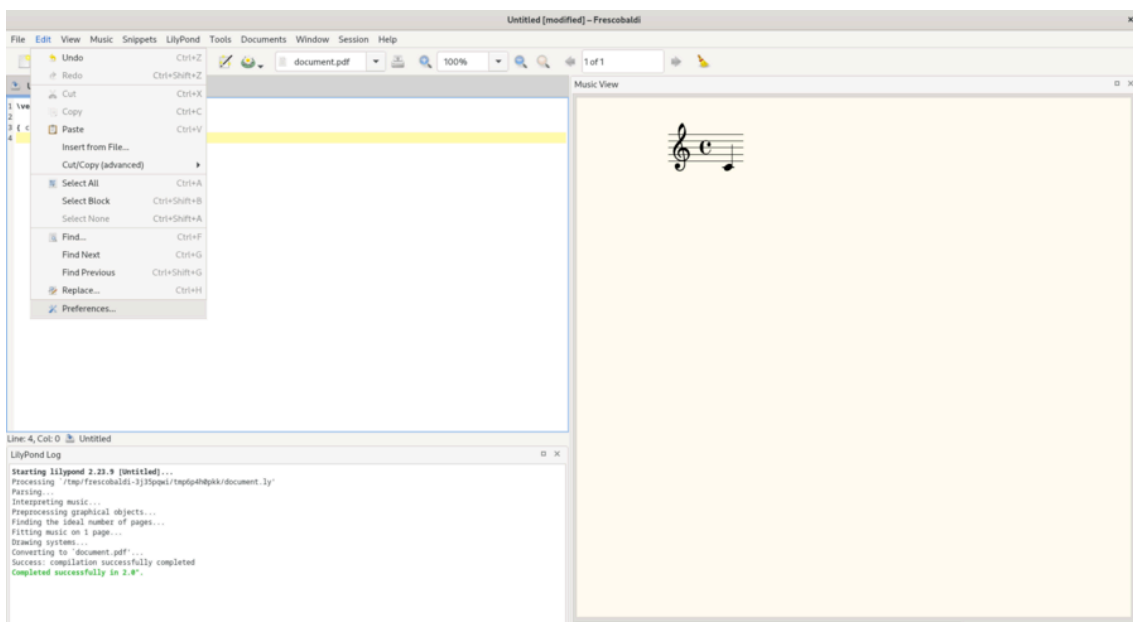 Untitled [modified] – Frescobaldi
File Edit View Music Snippets LilyPond Tools Documents Window Session Help
document.pdf 100% 1 of 1
Undo Ctrl+Z
Redo Ctrl+Shift+Z
Cut Ctrl+X
Copy Ctrl+C
Paste Ctrl+V
Insert from File...
Cut/Copy (advanced)
Select All Ctrl+A
Select Block Ctrl+Shift+B
Select None Ctrl+Shift+A
Find... Ctrl+F
Find Next Ctrl+G
Find Previous Ctrl+Shift+G
Replace... Ctrl+H
Preferences...
1 \ve
2
3 { c
4
Line: 4, Col: 0 Untitled
LilyPond Log
Starting lilypond 2.23.9 [Untitled]...
Processing `/tmp/frescobaldi-3j35pqwi/tmp6p4h0pkk/document.ly'
Parsing...
Interpreting music...
Preprocessing graphical objects...
Finding the ideal number of pages...
Fitting music on 1 page...
Drawing systems...
Converting to `document.pdf'...
Success: compilation successfully completed
Completed successfully in 2.0".
Music View